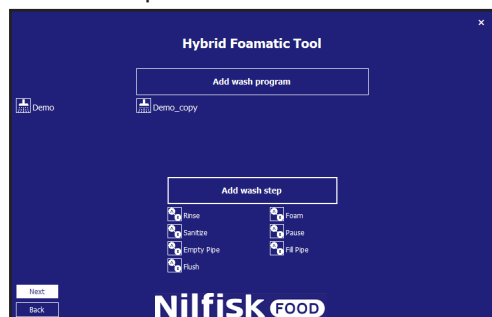 ×
Hybrid Foamatic Tool
Add wash program
Demo
Demo_copy
Add wash step
Rinse
Foam
Sanitize
Pause
Empty Pipe
Fill Pipe
Flush
Next
Back
Nilfisk FOOD